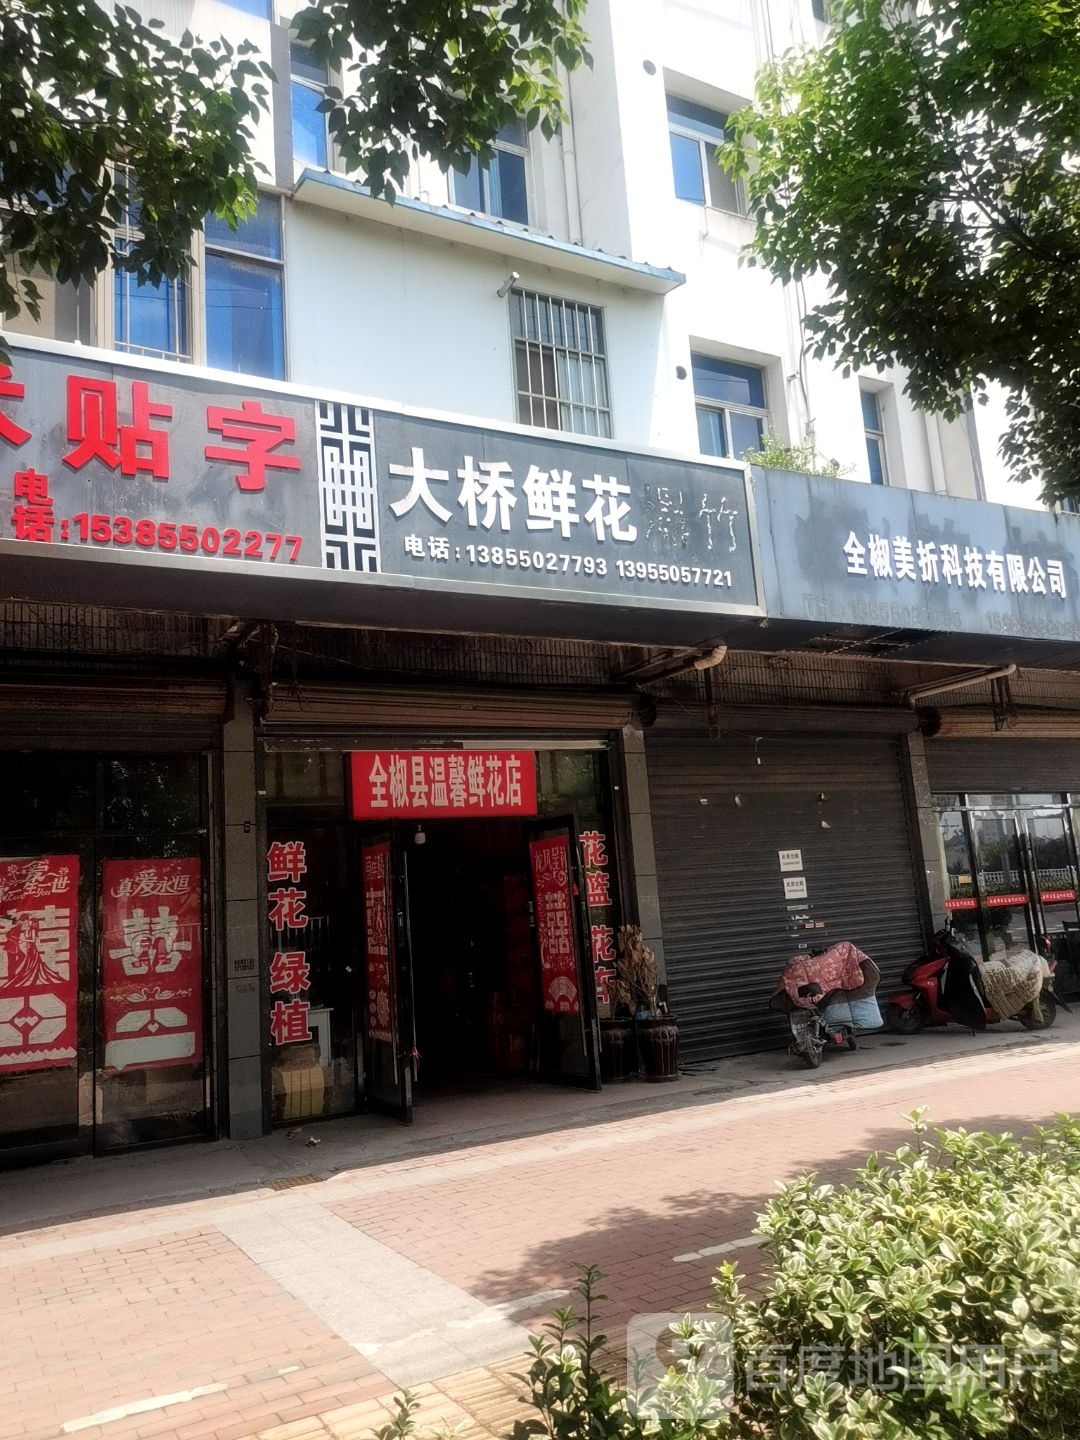 贴字
电话:15385502277
大桥鲜花
电话:13855027793 13955057721
全椒美折科技有限公司
全椒县温馨鲜花店
鲜花绿植
花篮 花车
真爱永恒
囍
百度地图用户